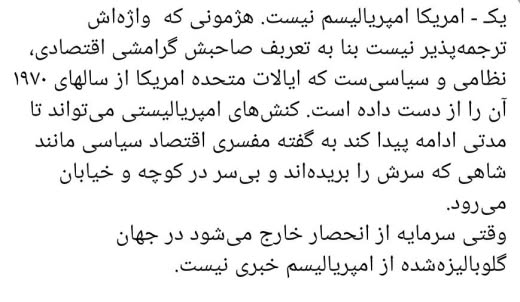 یک - امریکا امپریالیسم نیست. هژمونی که واژه‌اش
ترجمه‌پذیر نیست بنا به تعربف صاحبش گرامشی اقتصادی،
نظامی و سیاسی‌ست که ایالات متحده امریکا از سالهای ۱۹۷۰
آن را از دست داده است. کنش‌های امپریالیستی می‌تواند تا
مدتی ادامه پیدا کند به گفته مفسری اقتصاد سیاسی مانند
شاهی که سرش را بریده‌اند و بی‌سر در کوچه و خیابان
می‌رود.
وقتی سرمایه از انحصار خارج می‌شود در جهان
گلوبالیزه‌شده از امپریالیسم خبری نیست.